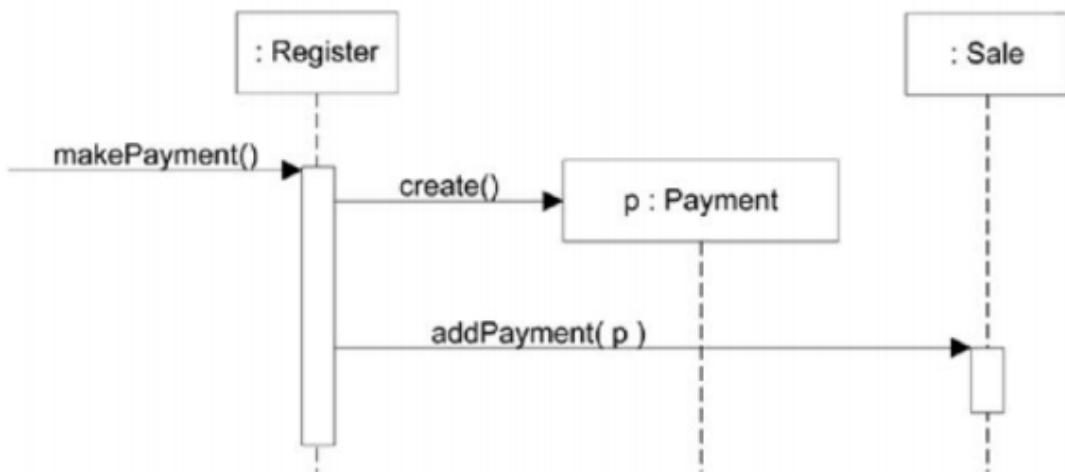 : Register
: Sale
makePayment()
create()
p : Payment
addPayment( p )